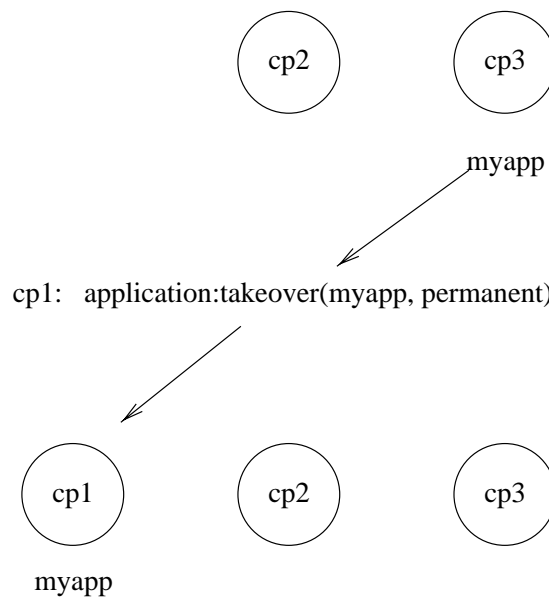 cp2 cp3
myapp
cp1: application:takeover(myapp, permanent)
cp1 cp2 cp3
myapp